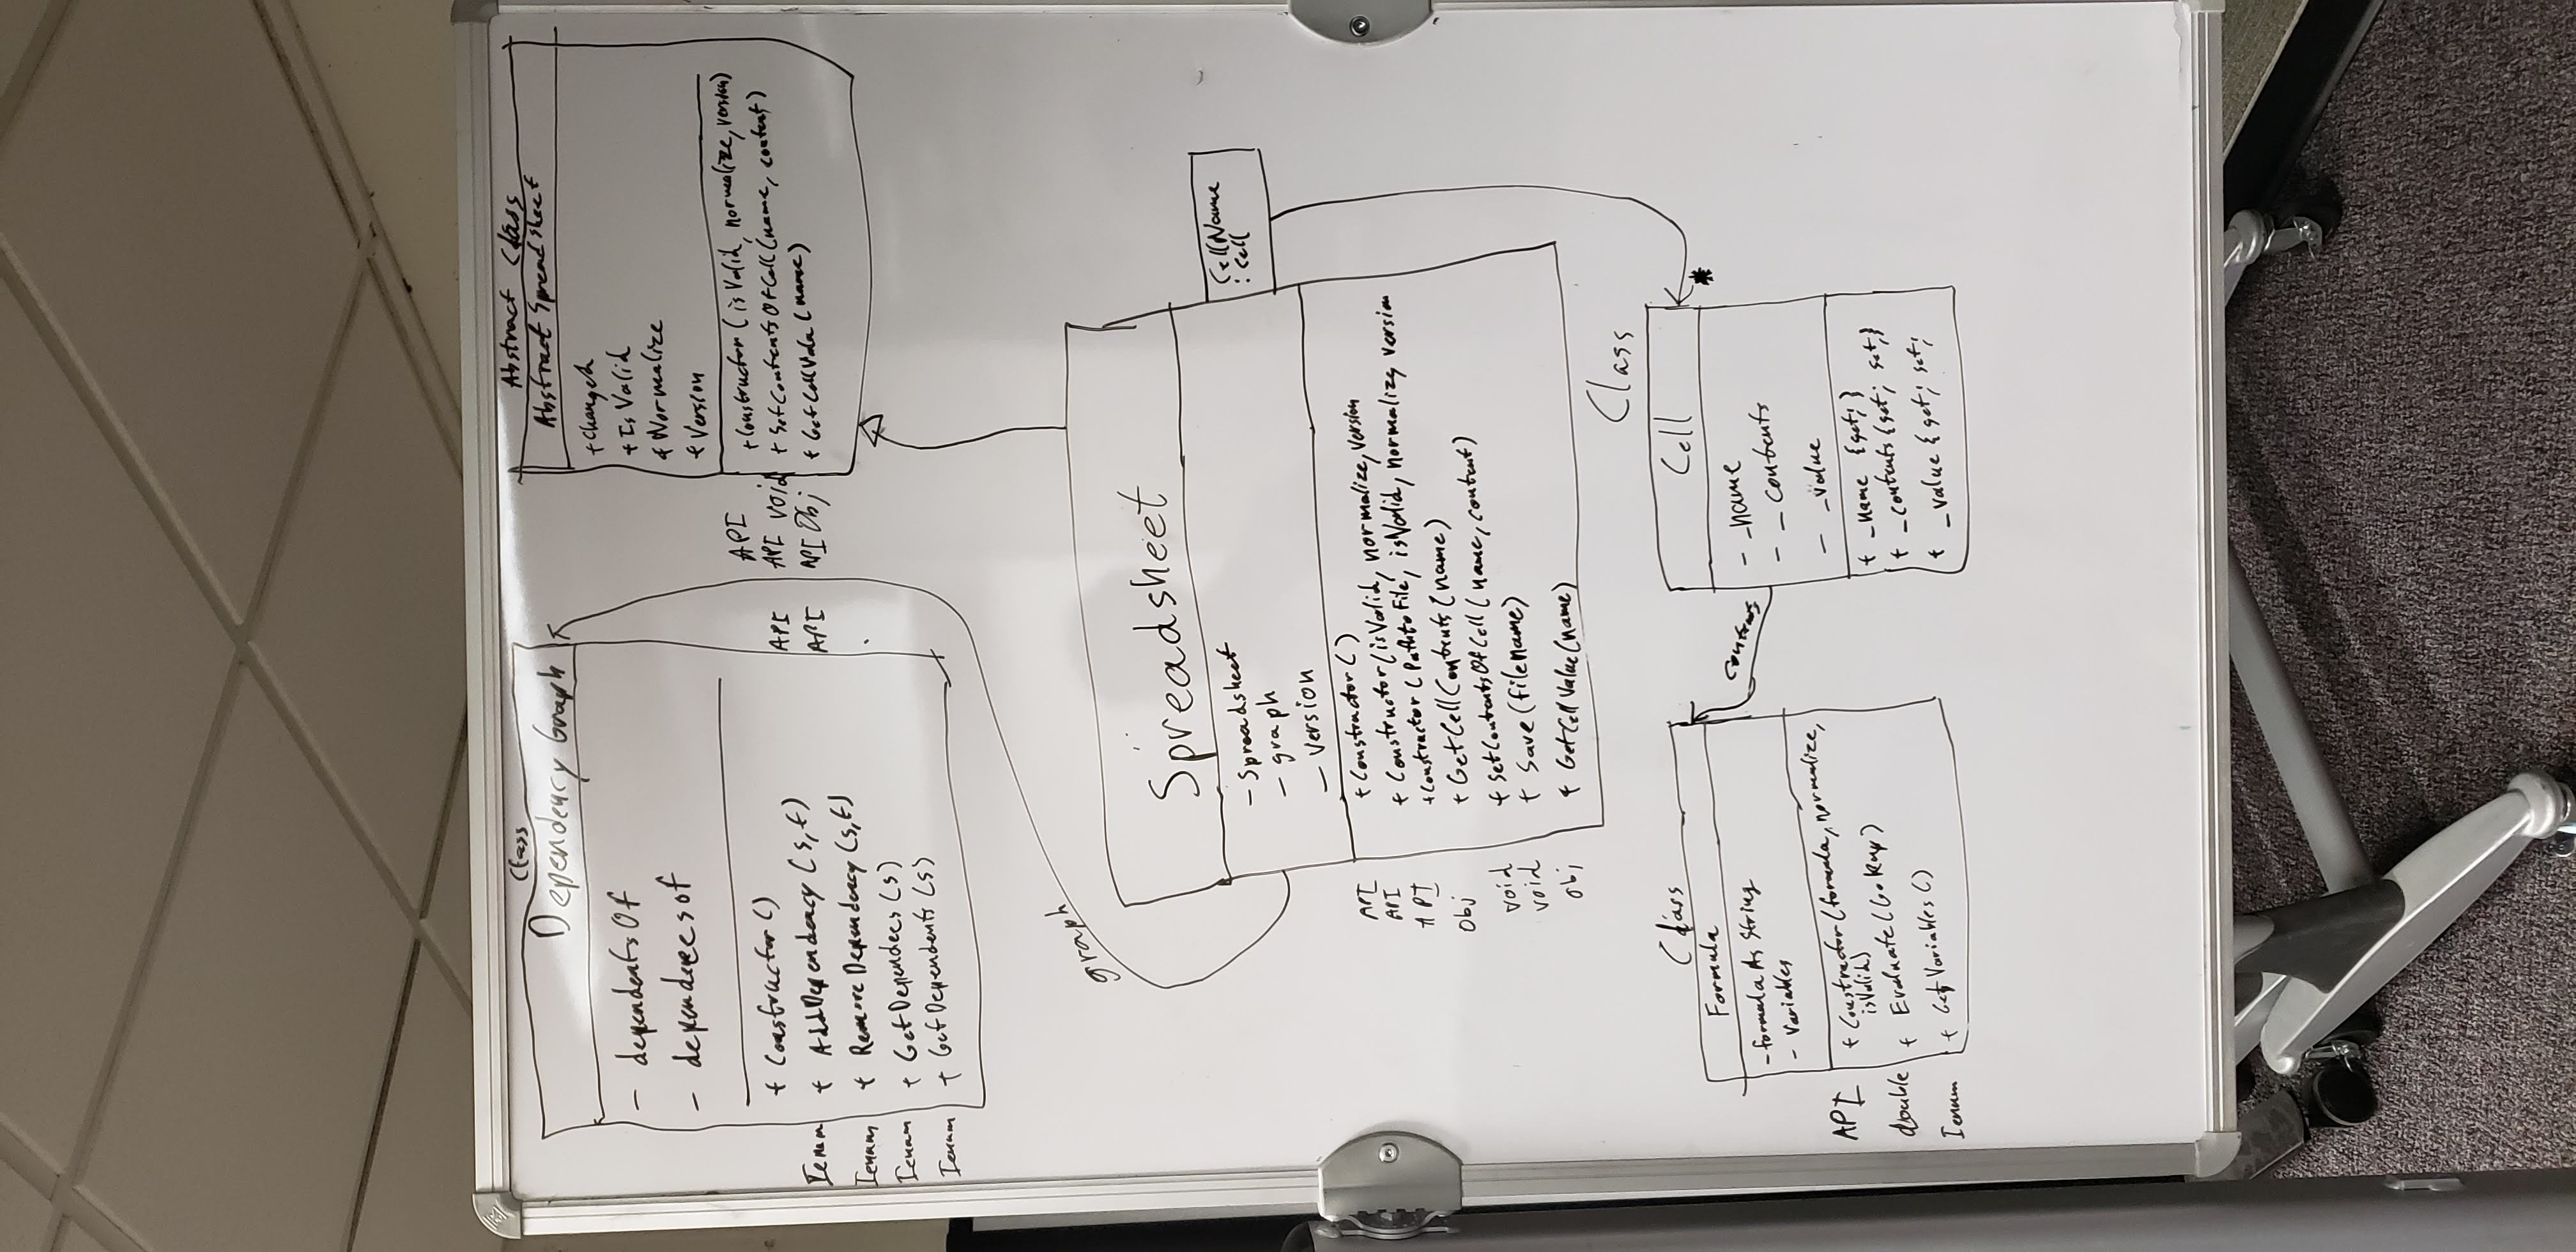 Class
Dependency Graph
- dependentsOf
- dependeesof
+ Constructor ()
Ienum + AddDependency (s,t) API
Ienum + RemoveDependency (s,t) API
Ienum + GetDependees (s)
Ienum + GetDependents (s)
Abstract Class
Abstract Spreadsheet
+Changed
+Is Valid
+Normalize
+Version
API +Constructor (isValid, normalize, version)
API void + SetContentsOfCell (name, content)
API Obj + GetCellValu (name)
graph
Spreadsheet
- Spreadsheet
- graph
- Version
CellName
: Cell
API + Constructor ()
API + Constructor (isValid, normalize, version
API +Constructor (PathtoFile, isValid, normalize, version
Obj + GetCellContents (name)
void + SetContentsOfCell (name, content)
void + Save (filename)
obj + GetCellValue (name)
Class
Formula
- formula As String
- Variables
API + Constructor (formula, normalize,
isValid)
double + Evaluate (Lookup)
Ienum + GetVariables ()
contents
Class
Cell
*
- _name
- _contents
- _value
+ _name {get; }
+ _contents {get; set;}
+ _value {get; set;